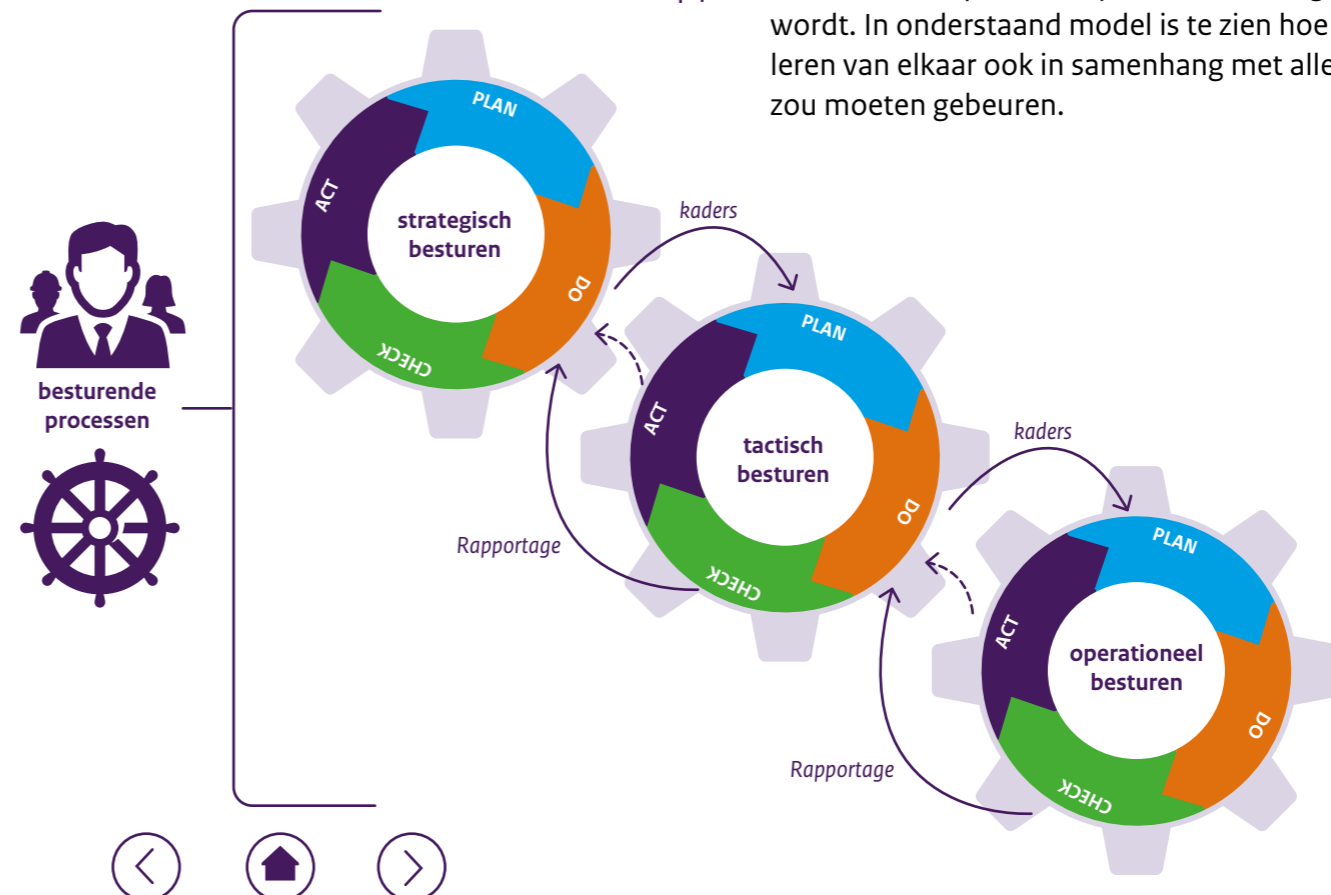 wordt. In onderstaand model is te zien hoe
leren van elkaar ook in samenhang met alle
zou moeten gebeuren.
PLAN
ACT
strategisch
besturen
DO
CHECK
kaders
besturende
processen
PLAN
ACT
tactisch
besturen
DO
CHECK
kaders
Rapportage
PLAN
ACT
operationeel
besturen
DO
CHECK
Rapportage